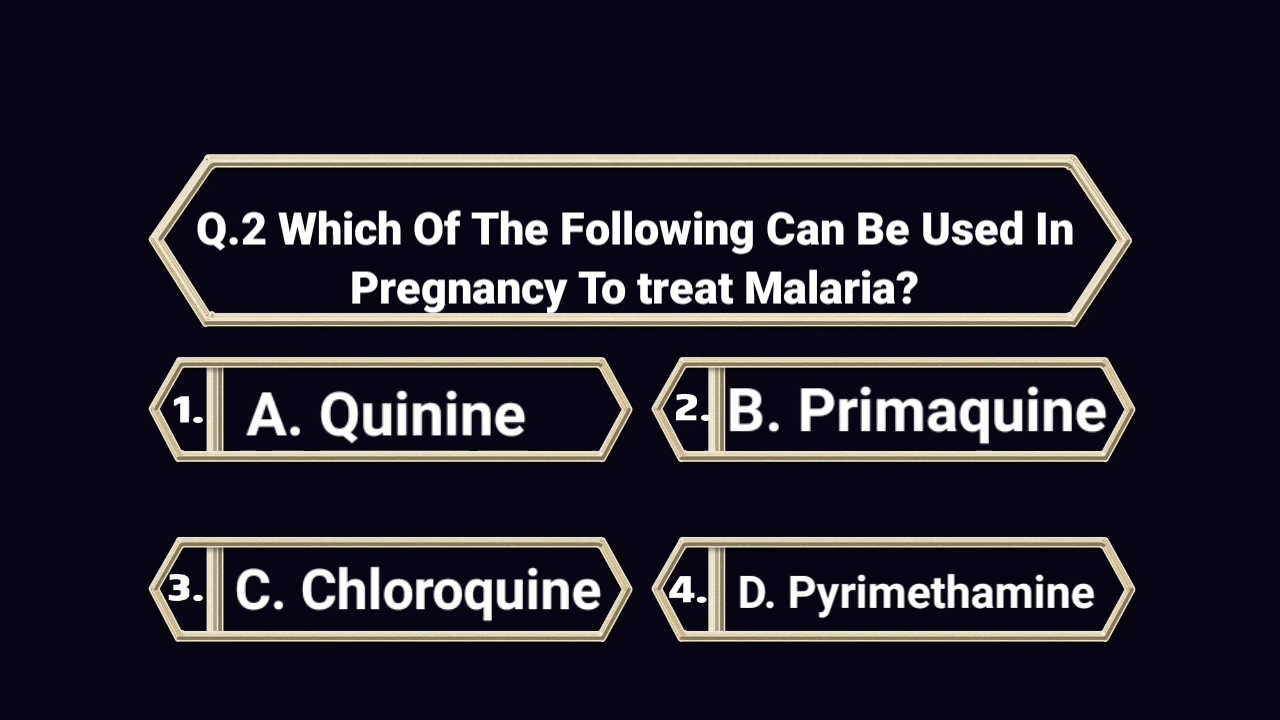 Q.2 Which Of The Following Can Be Used In
Pregnancy To treat Malaria?
1. A. Quinine
2. B. Primaquine
3. C. Chloroquine
4. D. Pyrimethamine